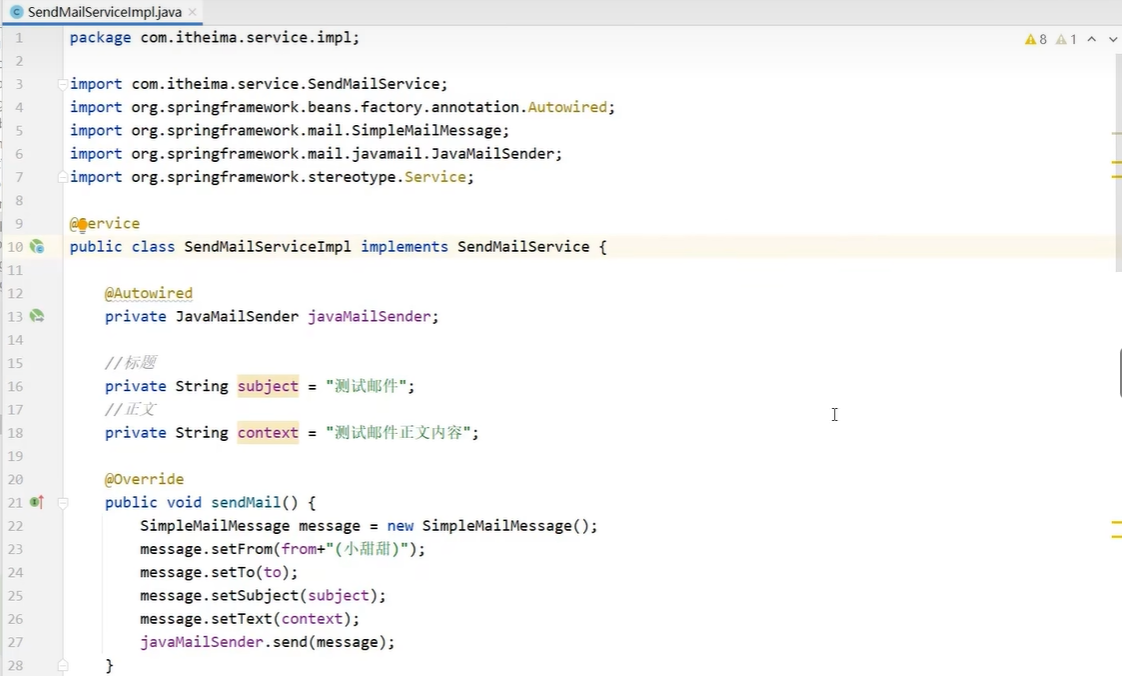 SendMailServiceImpl.java
8 1
1 package com.itheima.service.impl;
2
3 import com.itheima.service.SendMailService;
4 import org.springframework.beans.factory.annotation.Autowired;
5 import org.springframework.mail.SimpleMailMessage;
6 import org.springframework.mail.javamail.JavaMailSender;
7 import org.springframework.stereotype.Service;
8
9 @Service
10 public class SendMailServiceImpl implements SendMailService {
11
12 @Autowired
13 private JavaMailSender javaMailSender;
14
15 //标题
16 private String subject = "测试邮件";
17 //正文
18 private String context = "测试邮件正文内容";
19
20 @Override
21 public void sendMail() {
22 SimpleMailMessage message = new SimpleMailMessage();
23 message.setFrom(from+"(小甜甜)");
24 message.setTo(to);
25 message.setSubject(subject);
26 message.setText(context);
27 javaMailSender.send(message);
28 }